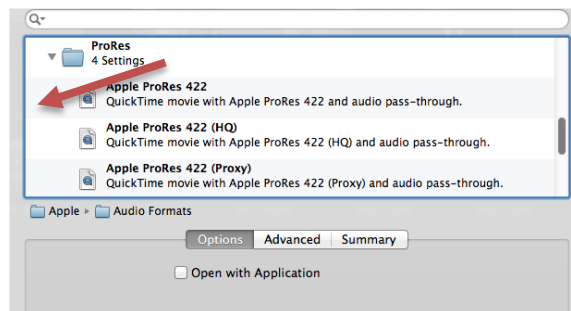 ProRes
4 Settings
Apple ProRes 422
QuickTime movie with Apple ProRes 422 and audio pass-through.
Apple ProRes 422 (HQ)
QuickTime movie with Apple ProRes 422 (HQ) and audio pass-through.
Apple ProRes 422 (Proxy)
QuickTime movie with Apple ProRes 422 (Proxy) and audio pass-through.
Apple Audio Formats
Options Advanced Summary
Open with Application